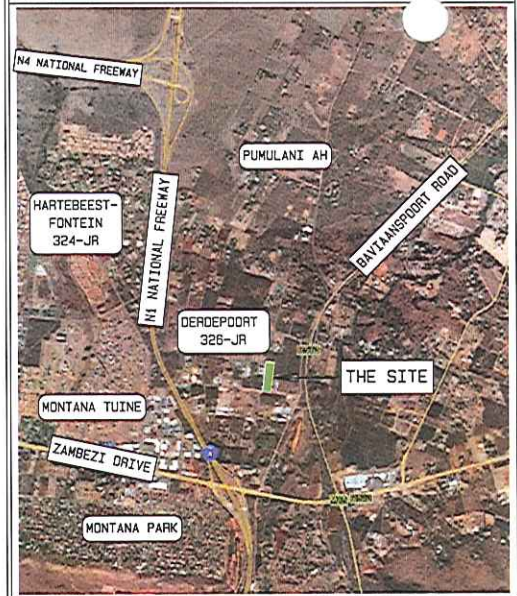 N4 NATIONAL FREEWAY
PUMULANI AH
BAVIAANSPOORT ROAD
HARTEBEEST-
FONTEIN
324-JR
N1 NATIONAL FREEWAY
DERDEPOORT
326-JR
THE SITE
MONTANA TUINE
ZAMBEZI DRIVE
MONTANA PARK